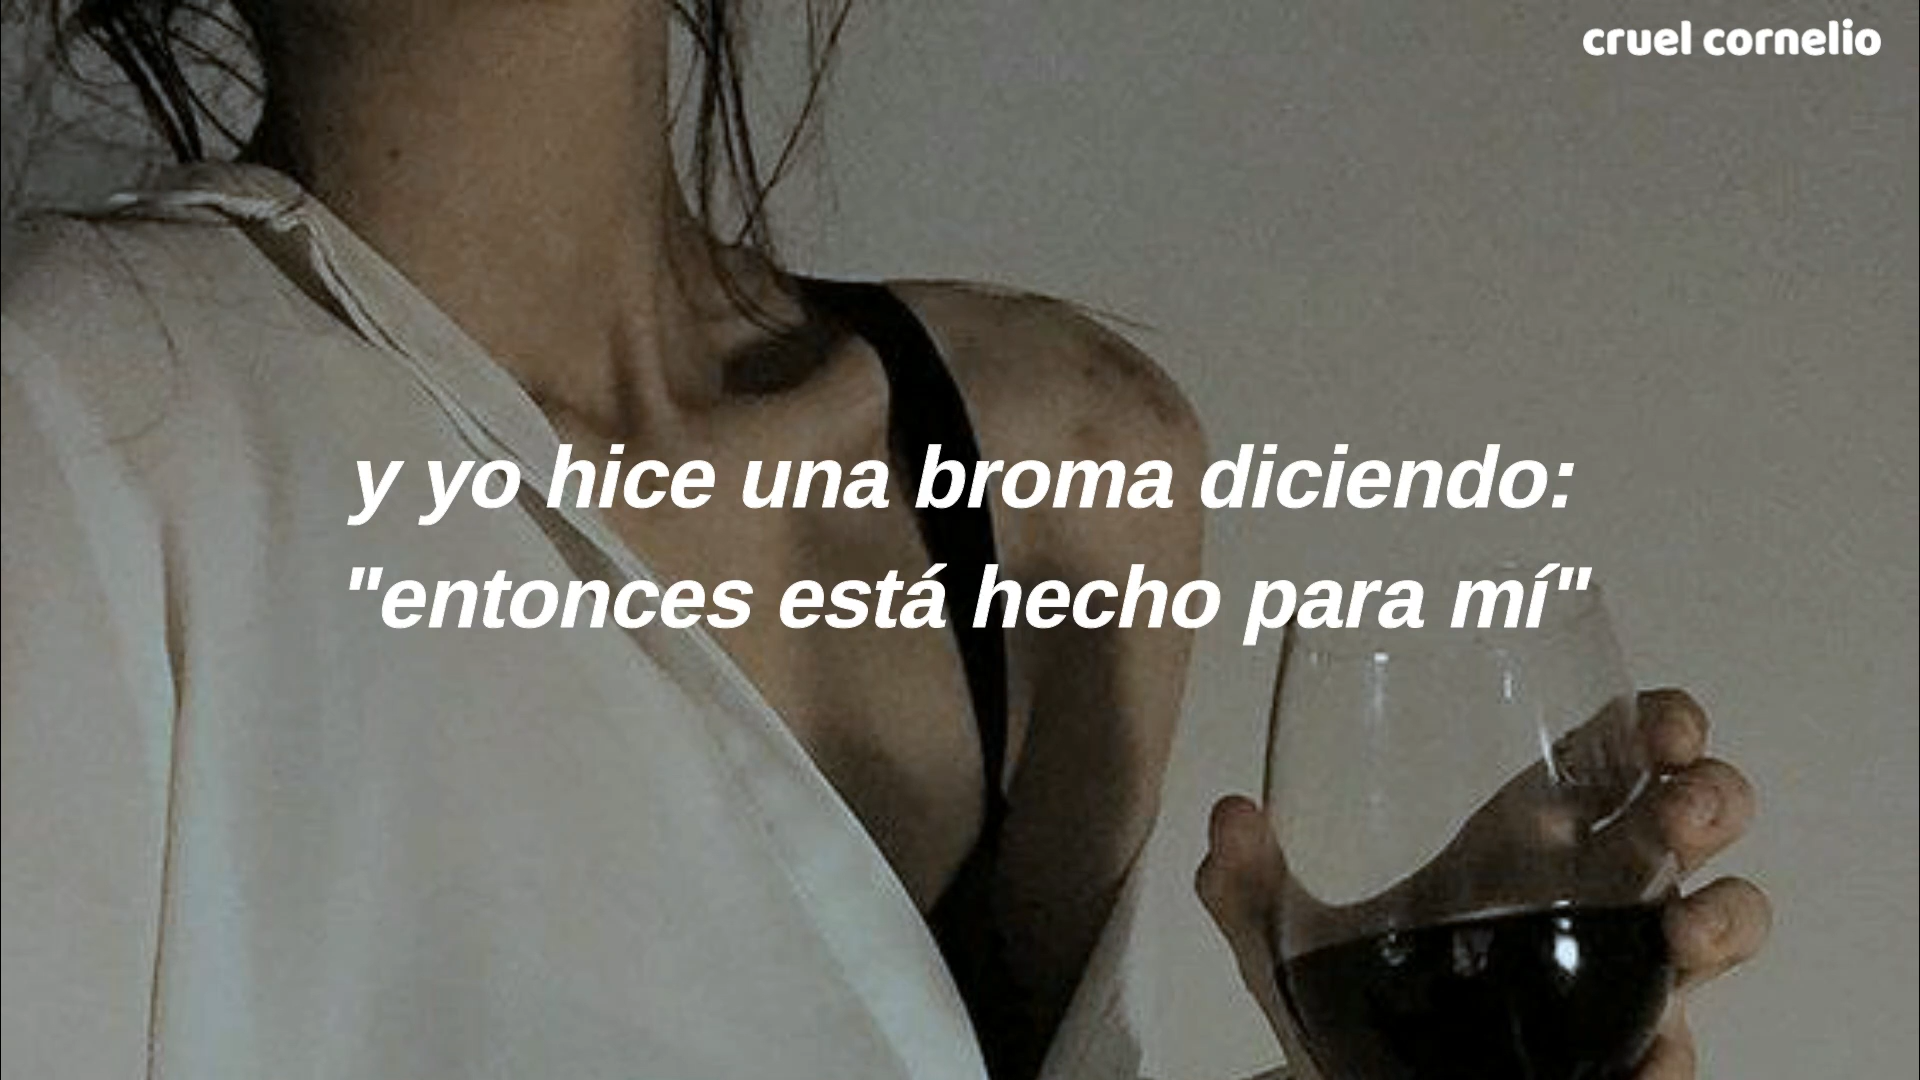 cruel cornelio
y yo hice una broma diciendo:
"entonces está hecho para mí"